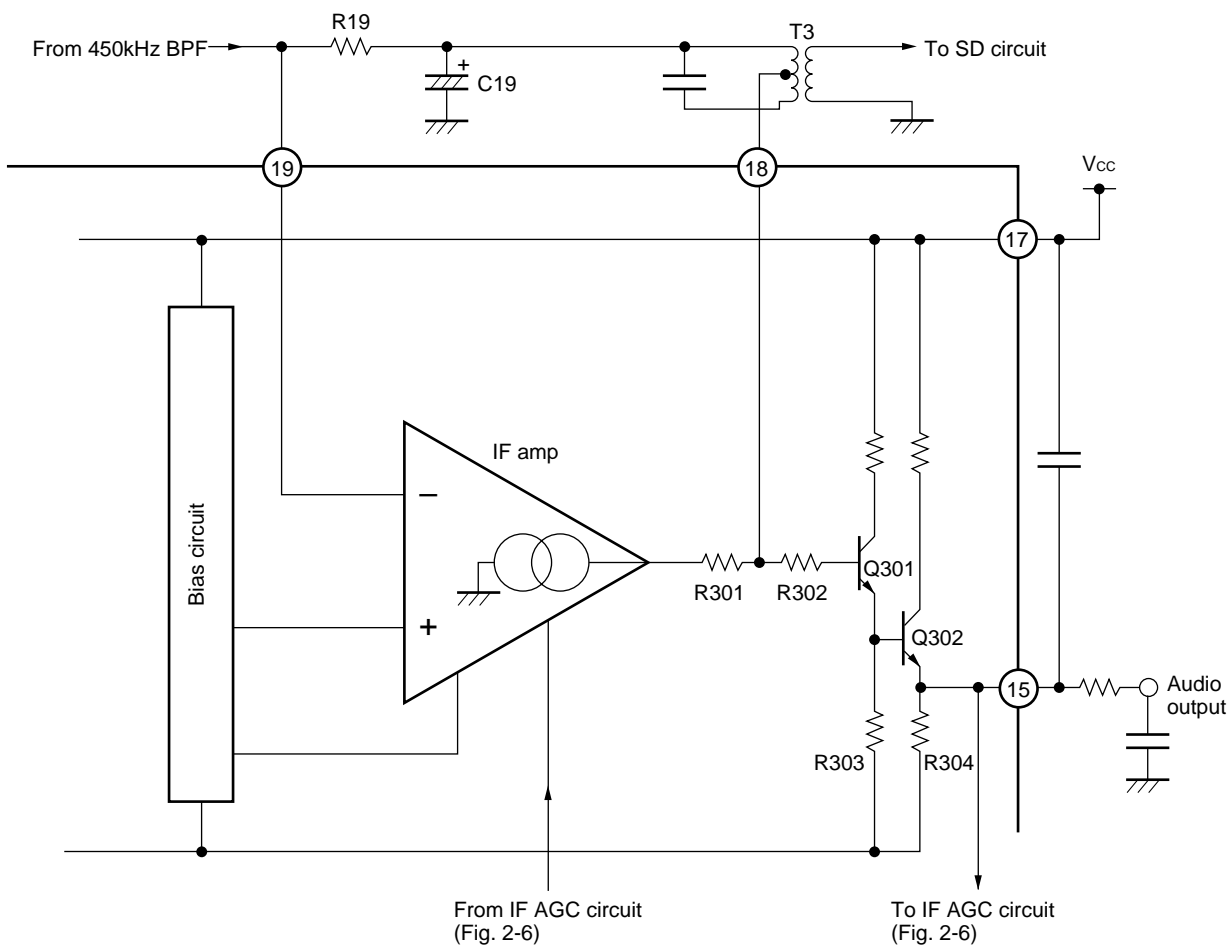 R19
T3
From 450kHz BPF
To SD circuit
+
C19
19
18
Vcc
17
IF amp
−
Bias circuit
Q301
R301
R302
+
Q302
15
Audio
output
R303
R304
From IF AGC circuit
(Fig. 2-6)
To IF AGC circuit
(Fig. 2-6)